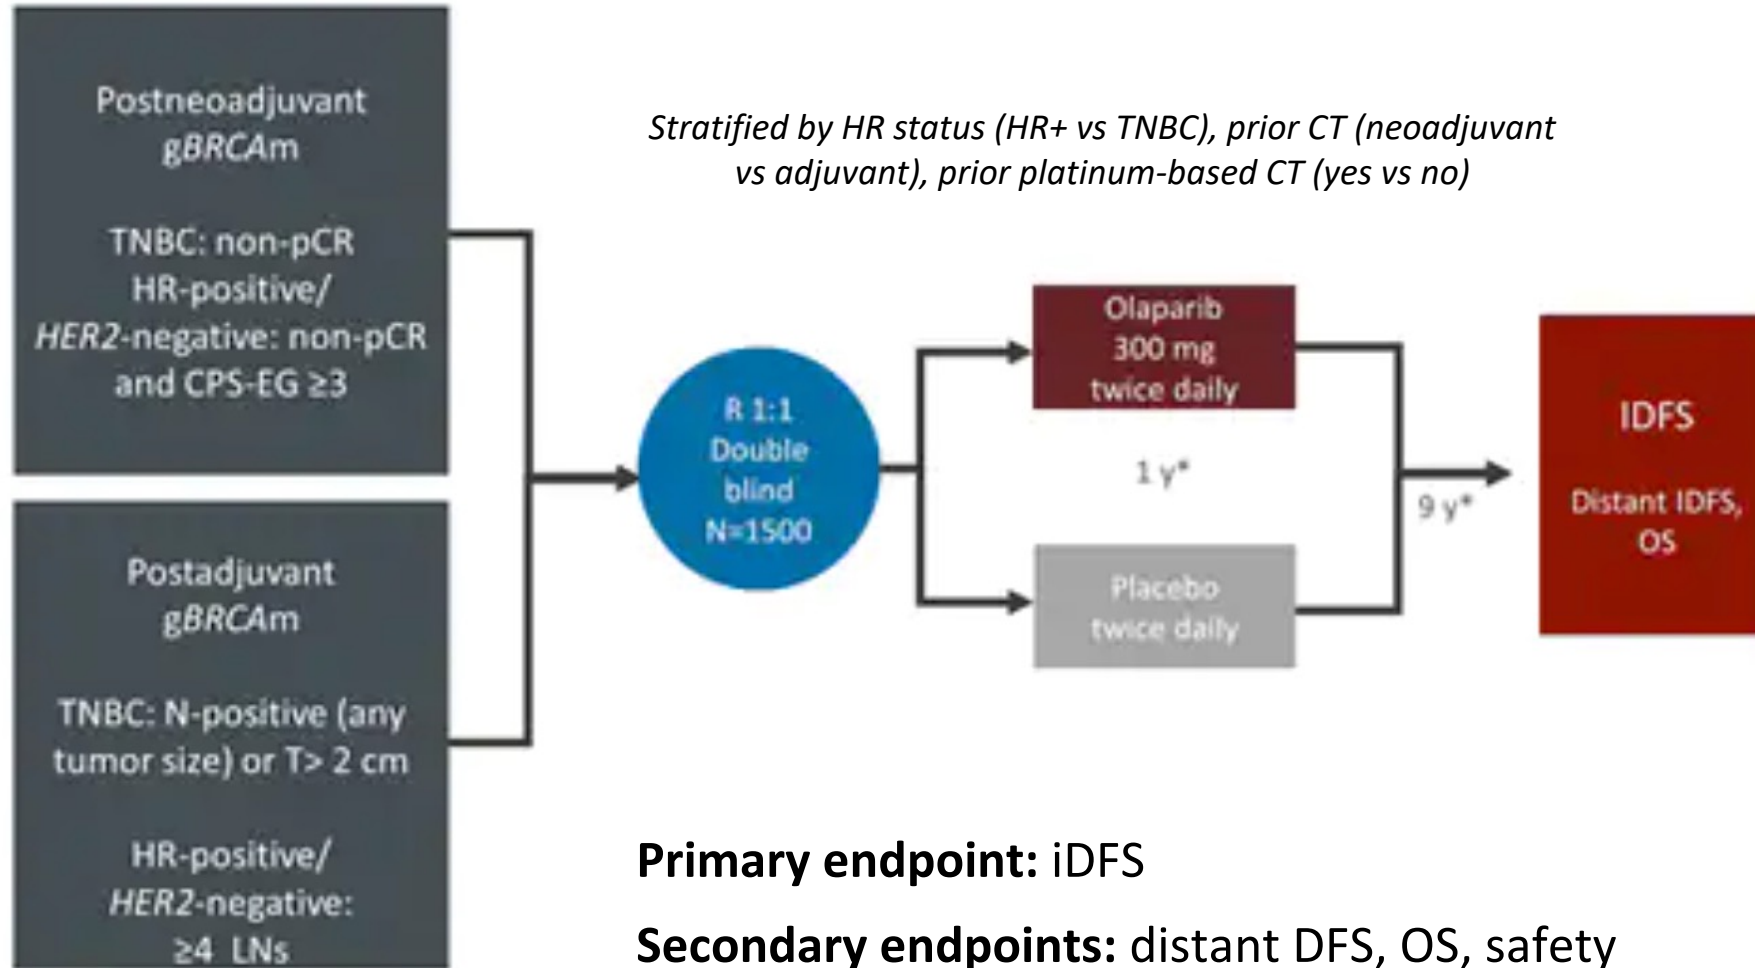 Postneoadjuvant
gBRCAm
TNBC: non-pCR
HR-positive/
HER2-negative: non-pCR
and CPS-EG ≥3
Postadjuvant
gBRCAm
TNBC: N-positive (any
tumor size) or T> 2 cm
HR-positive/
HER2-negative:
≥4 LNs
Stratified by HR status (HR+ vs TNBC), prior CT (neoadjuvant
vs adjuvant), prior platinum-based CT (yes vs no)
R 1:1
Double
blind
N=1500
Olaparib
300 mg
twice daily
1 y*
Placebo
twice daily
9 y*
IDFS
Distant IDFS,
OS
Primary endpoint: iDFS
Secondary endpoints: distant DFS, OS, safety